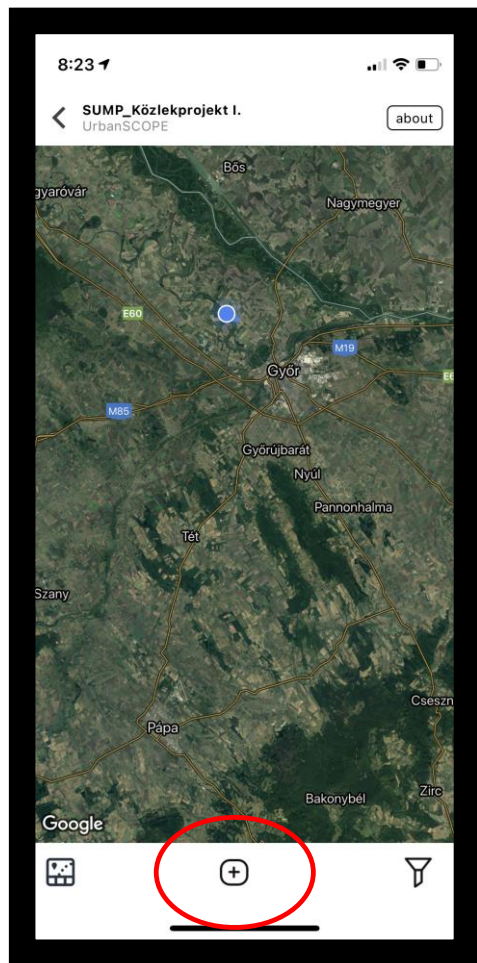 8:23
SUMP_Közlekprojekt I.
UrbanSCOPE
about
Bős
gyaróvár
Nagymegyer
E60
M19
Győr
E6
M85
Győrújbarát
Nyúl
Pannonhalma
Tét
Szany
Cseszn
Pápa
Zirc
Bakonybél
Google